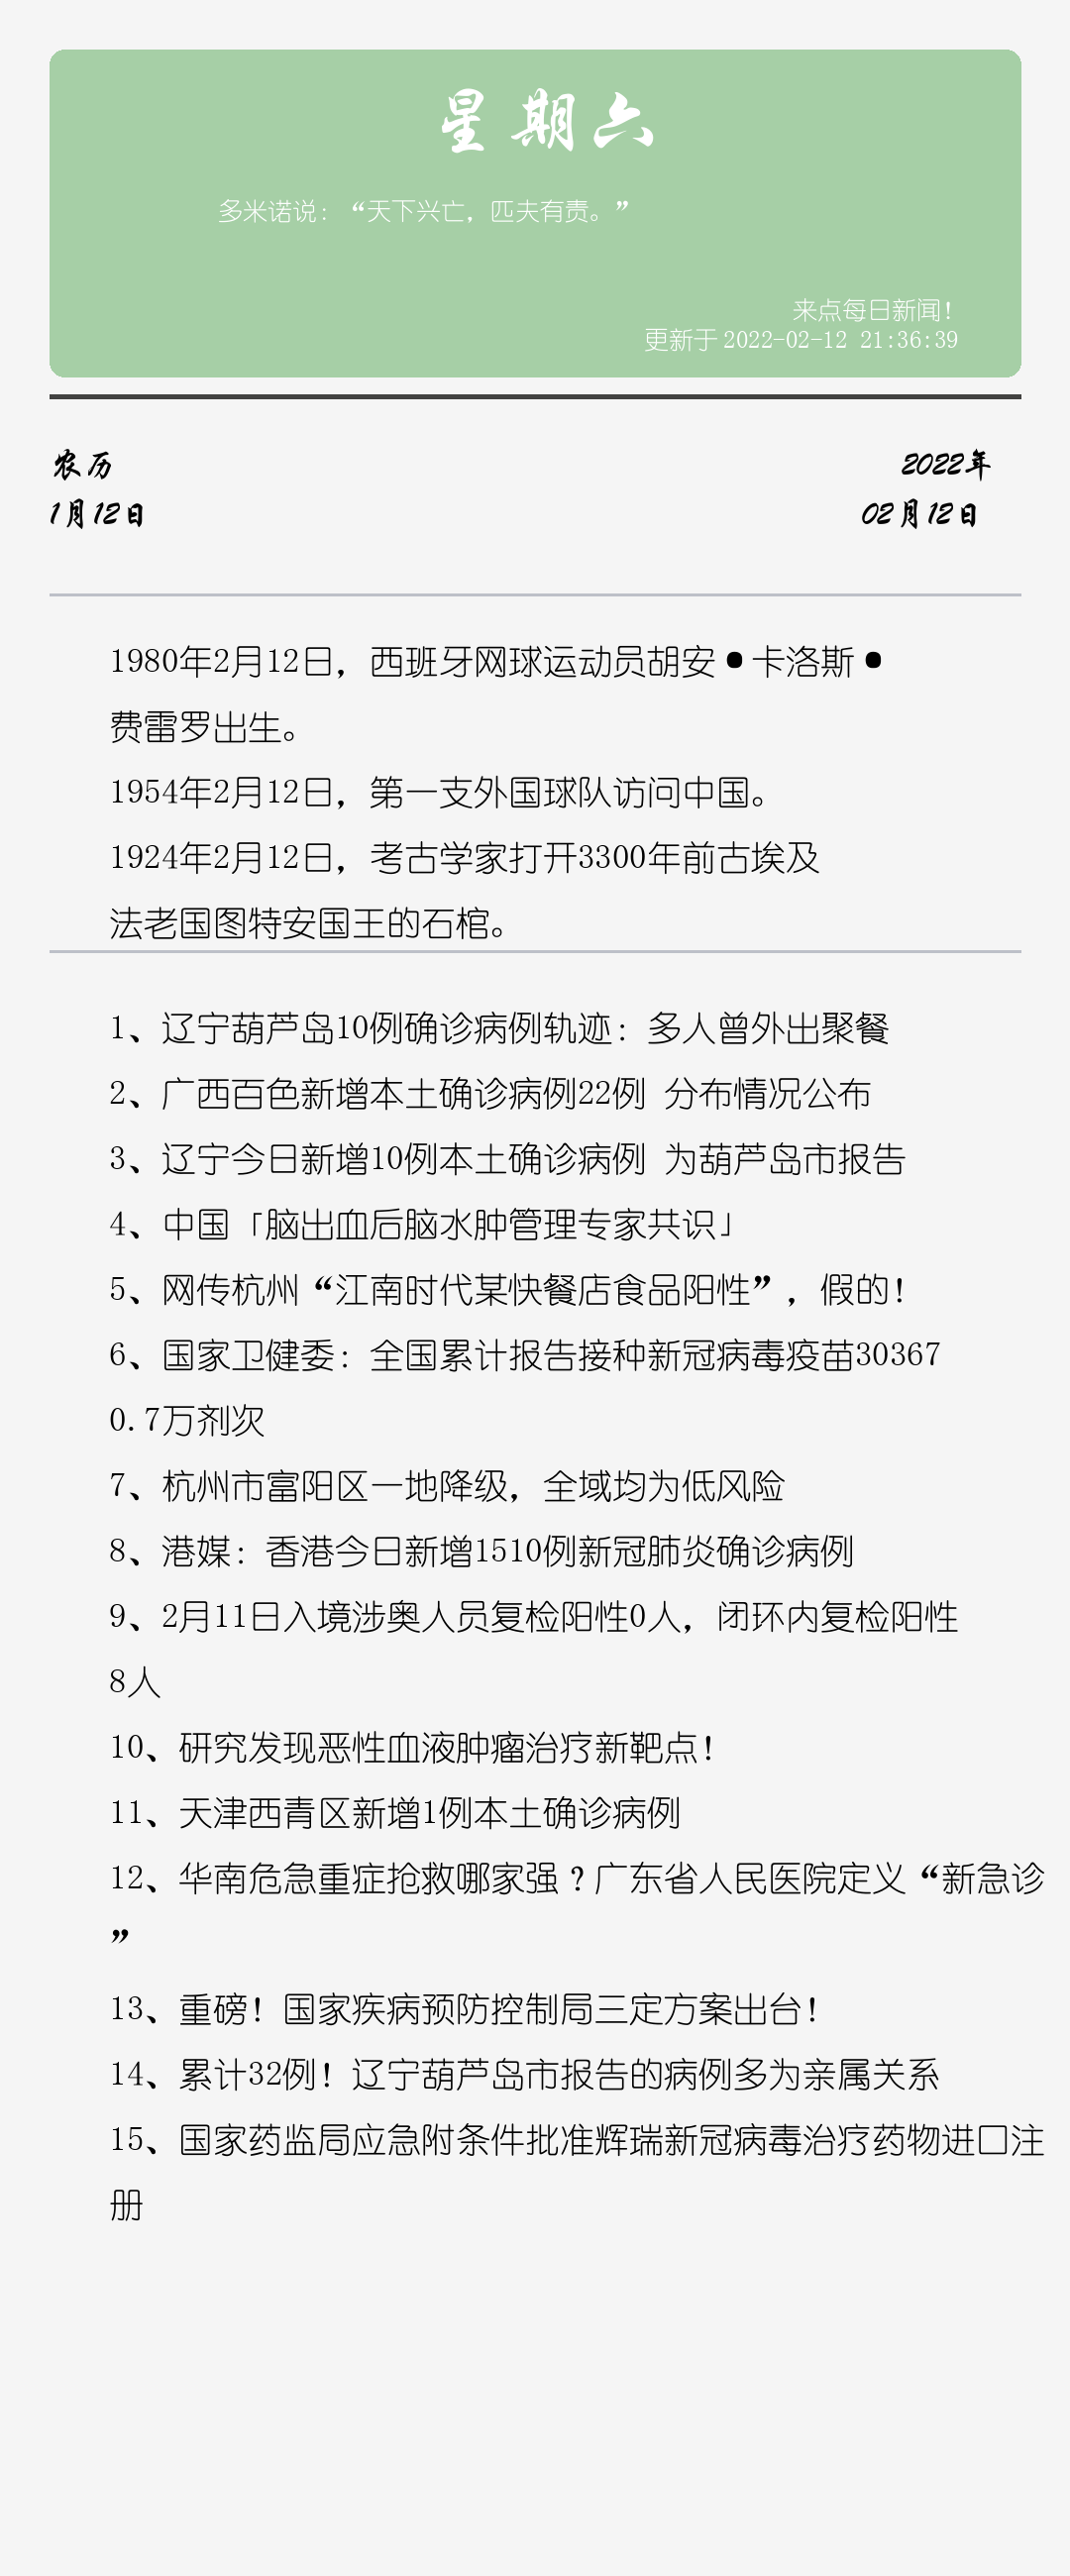 星期六
多米诺说：“天下兴亡，匹夫有责。”
来点每日新闻！
更新于 2022-02-12 21:36:39
农历
2022年
1月12日
02月12日
1980年2月12日，西班牙网球运动员胡安•卡洛斯•
费雷罗出生。
1954年2月12日，第一支外国球队访问中国。
1924年2月12日，考古学家打开3300年前古埃及
法老国图特安国王的石棺。
1、辽宁葫芦岛10例确诊病例轨迹：多人曾外出聚餐
2、广西百色新增本土确诊病例22例 分布情况公布
3、辽宁今日新增10例本土确诊病例 为葫芦岛市报告
4、中国「脑出血后脑水肿管理专家共识」
5、网传杭州“江南时代某快餐店食品阳性”，假的！
6、国家卫健委：全国累计报告接种新冠病毒疫苗30367
0.7万剂次
7、杭州市富阳区一地降级，全域均为低风险
8、港媒：香港今日新增1510例新冠肺炎确诊病例
9、2月11日入境涉奥人员复检阳性0人，闭环内复检阳性
8人
10、研究发现恶性血液肿瘤治疗新靶点！
11、天津西青区新增1例本土确诊病例
12、华南危急重症抢救哪家强？广东省人民医院定义“新急诊
”
13、重磅！国家疾病预防控制局三定方案出台！
14、累计32例！辽宁葫芦岛市报告的病例多为亲属关系
15、国家药监局应急附条件批准辉瑞新冠病毒治疗药物进口注
册